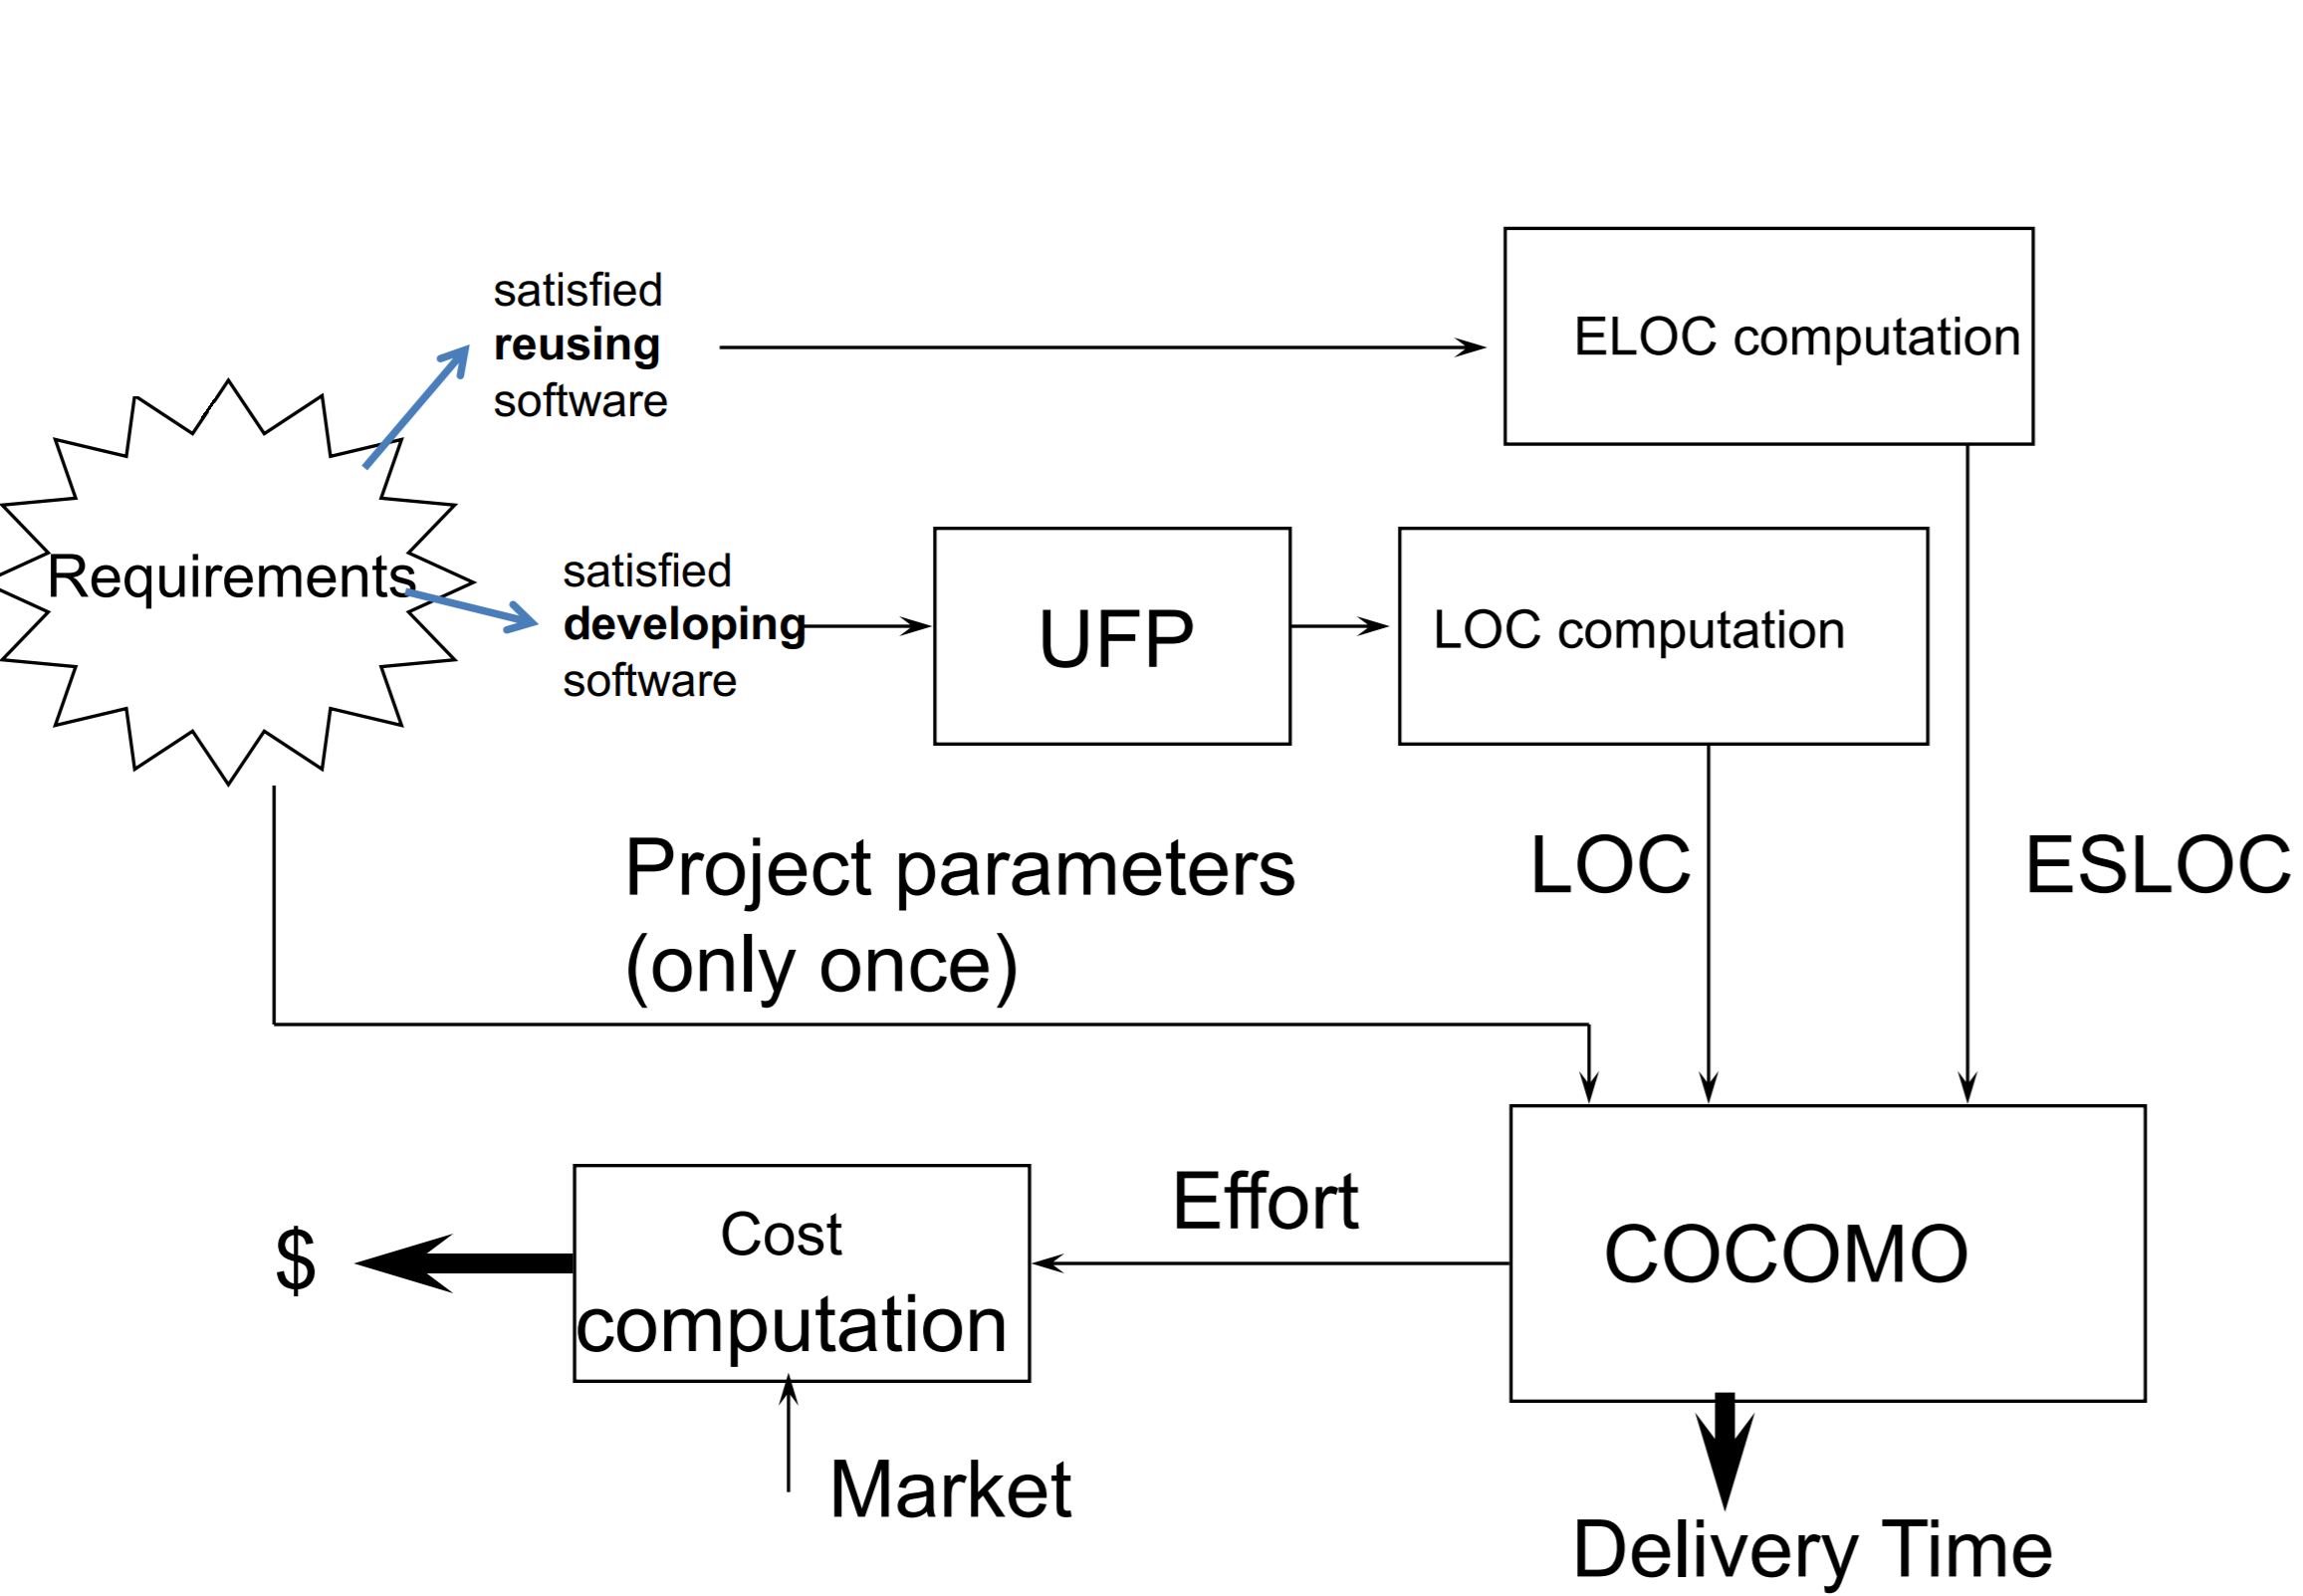 satisfied
reusing
software
ELOC computation
Requirements
satisfied
developing
software
UFP
LOC computation
Project parameters
(only once)
LOC
ESLOC
Effort
COCOMO
$
Cost
computation
Market
Delivery Time